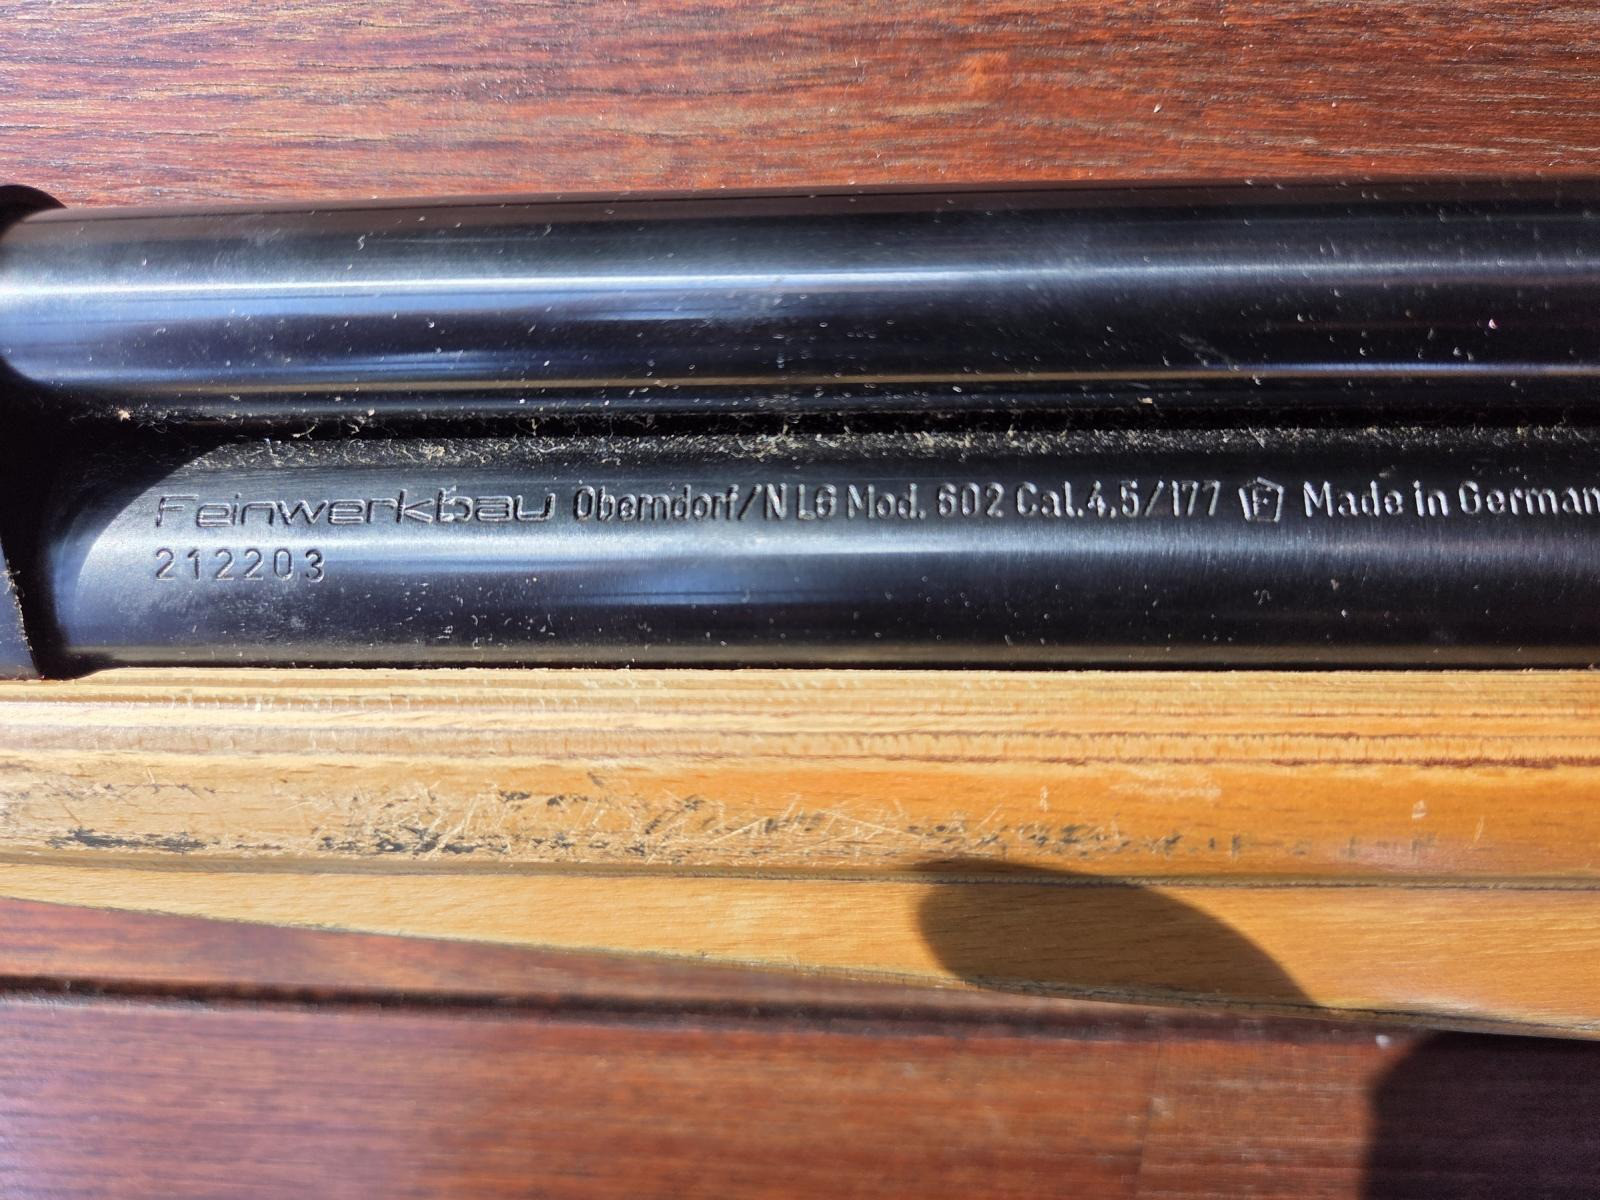 Feinwerkbau Oberndorf/N LG Mod. 602 Cal.4,5/177 F Made in German
212203